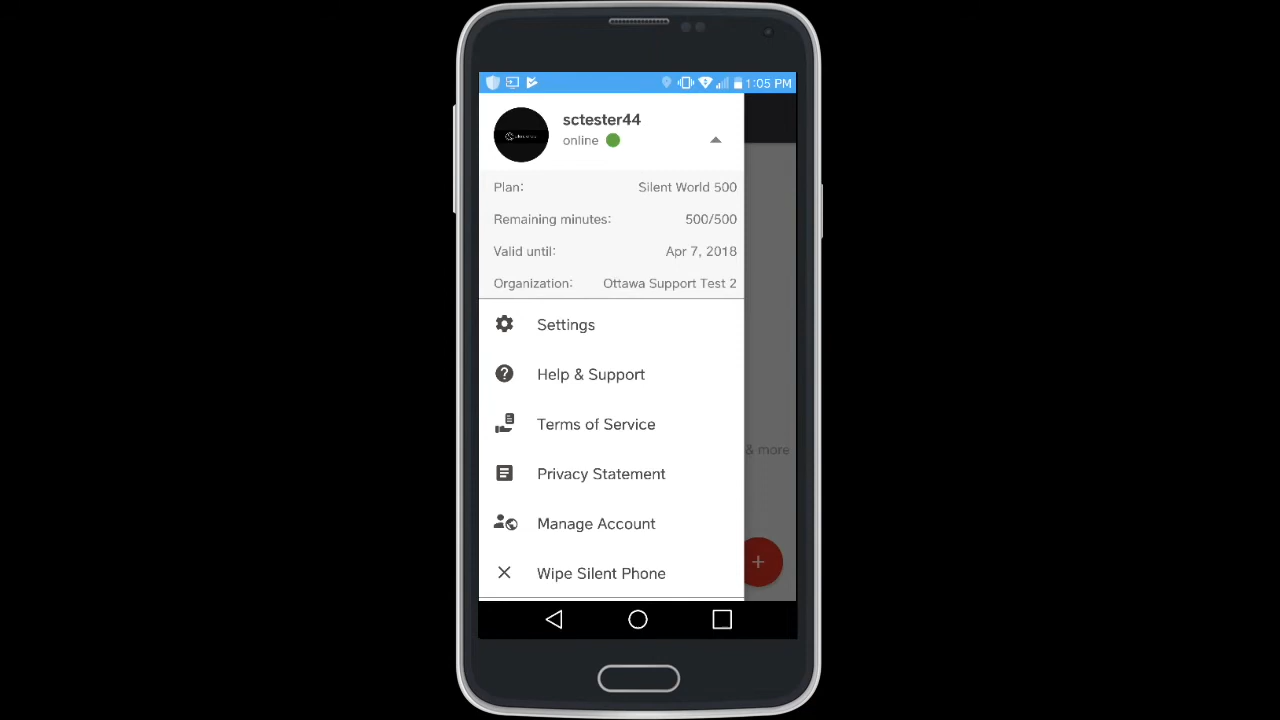 1:05 PM
sctester44
online
Plan: Silent World 500
Remaining minutes: 500/500
Valid until: Apr 7, 2018
Organization: Ottawa Support Test 2
Settings
Help & Support
Terms of Service
& more
Privacy Statement
Manage Account
Wipe Silent Phone